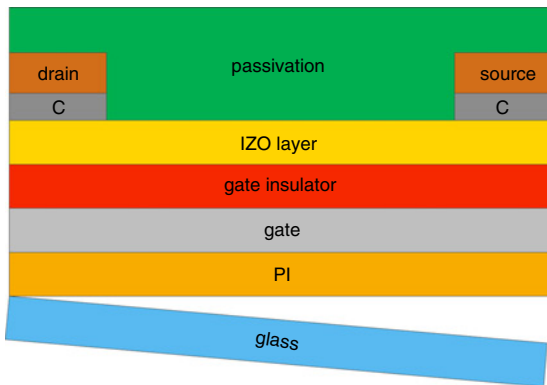 passivation
drain
source
C
C
IZO layer
gate insulator
gate
PI
glass